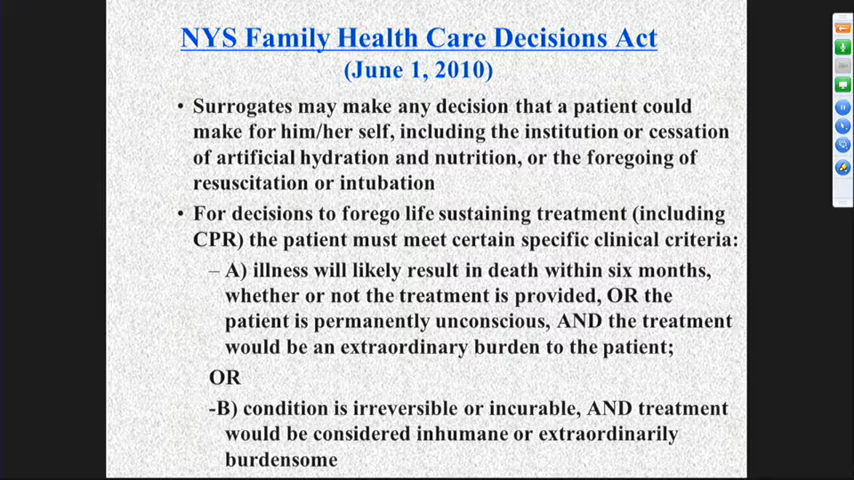 NYS Family Health Care Decisions Act
(June 1, 2010)
• Surrogates may make any decision that a patient could
make for him/her self, including the institution or cessation
of artificial hydration and nutrition, or the foregoing of
resuscitation or intubation
• For decisions to forego life sustaining treatment (including
CPR) the patient must meet certain specific clinical criteria:
– A) illness will likely result in death within six months,
whether or not the treatment is provided, OR the
patient is permanently unconscious, AND the treatment
would be an extraordinary burden to the patient;
OR
-B) condition is irreversible or incurable, AND treatment
would be considered inhumane or extraordinarily
burdensome